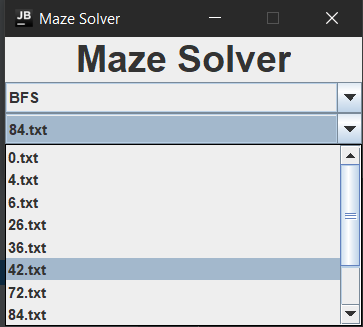 JB Maze Solver
Maze Solver
BFS
84.txt
0.txt
4.txt
6.txt
26.txt
36.txt
42.txt
72.txt
84.txt